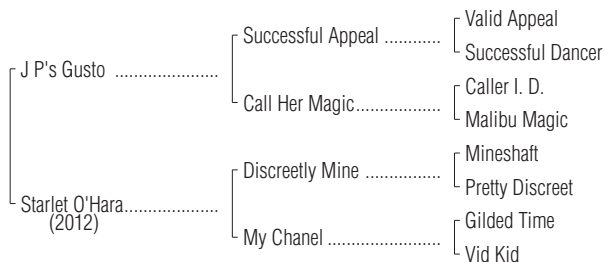 Valid Appeal
Successful Appeal ............
Successful Dancer
J P's Gusto ......................
Caller I. D.
Call Her Magic..................
Malibu Magic
Mineshaft
Discreetly Mine ................
Pretty Discreet
Starlet O'Hara....................
(2012)
Gilded Time
My Chanel .......................
Vid Kid